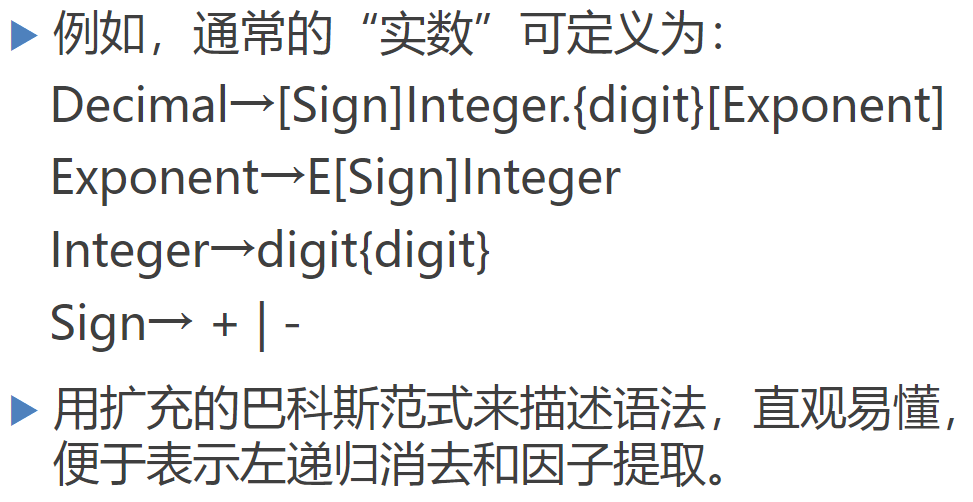 例如，通常的“实数”可定义为：
Decimal→[Sign]Integer.{digit}[Exponent]
Exponent→E[Sign]Integer
Integer→digit{digit}
Sign→ + | -
用扩充的巴科斯范式来描述语法，直观易懂，
便于表示左递归消去和因子提取。